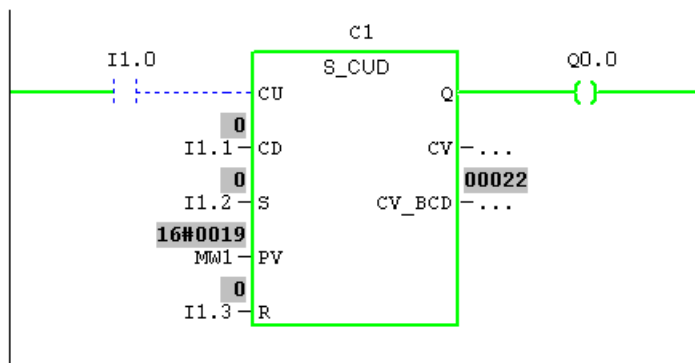 C1
I1.0
S_CUD
Q0.0
CU
Q
0
I1.1
CD
CV
...
0
00022
I1.2
S
CV_BCD
...
16#0019
MW1
PV
0
I1.3
R